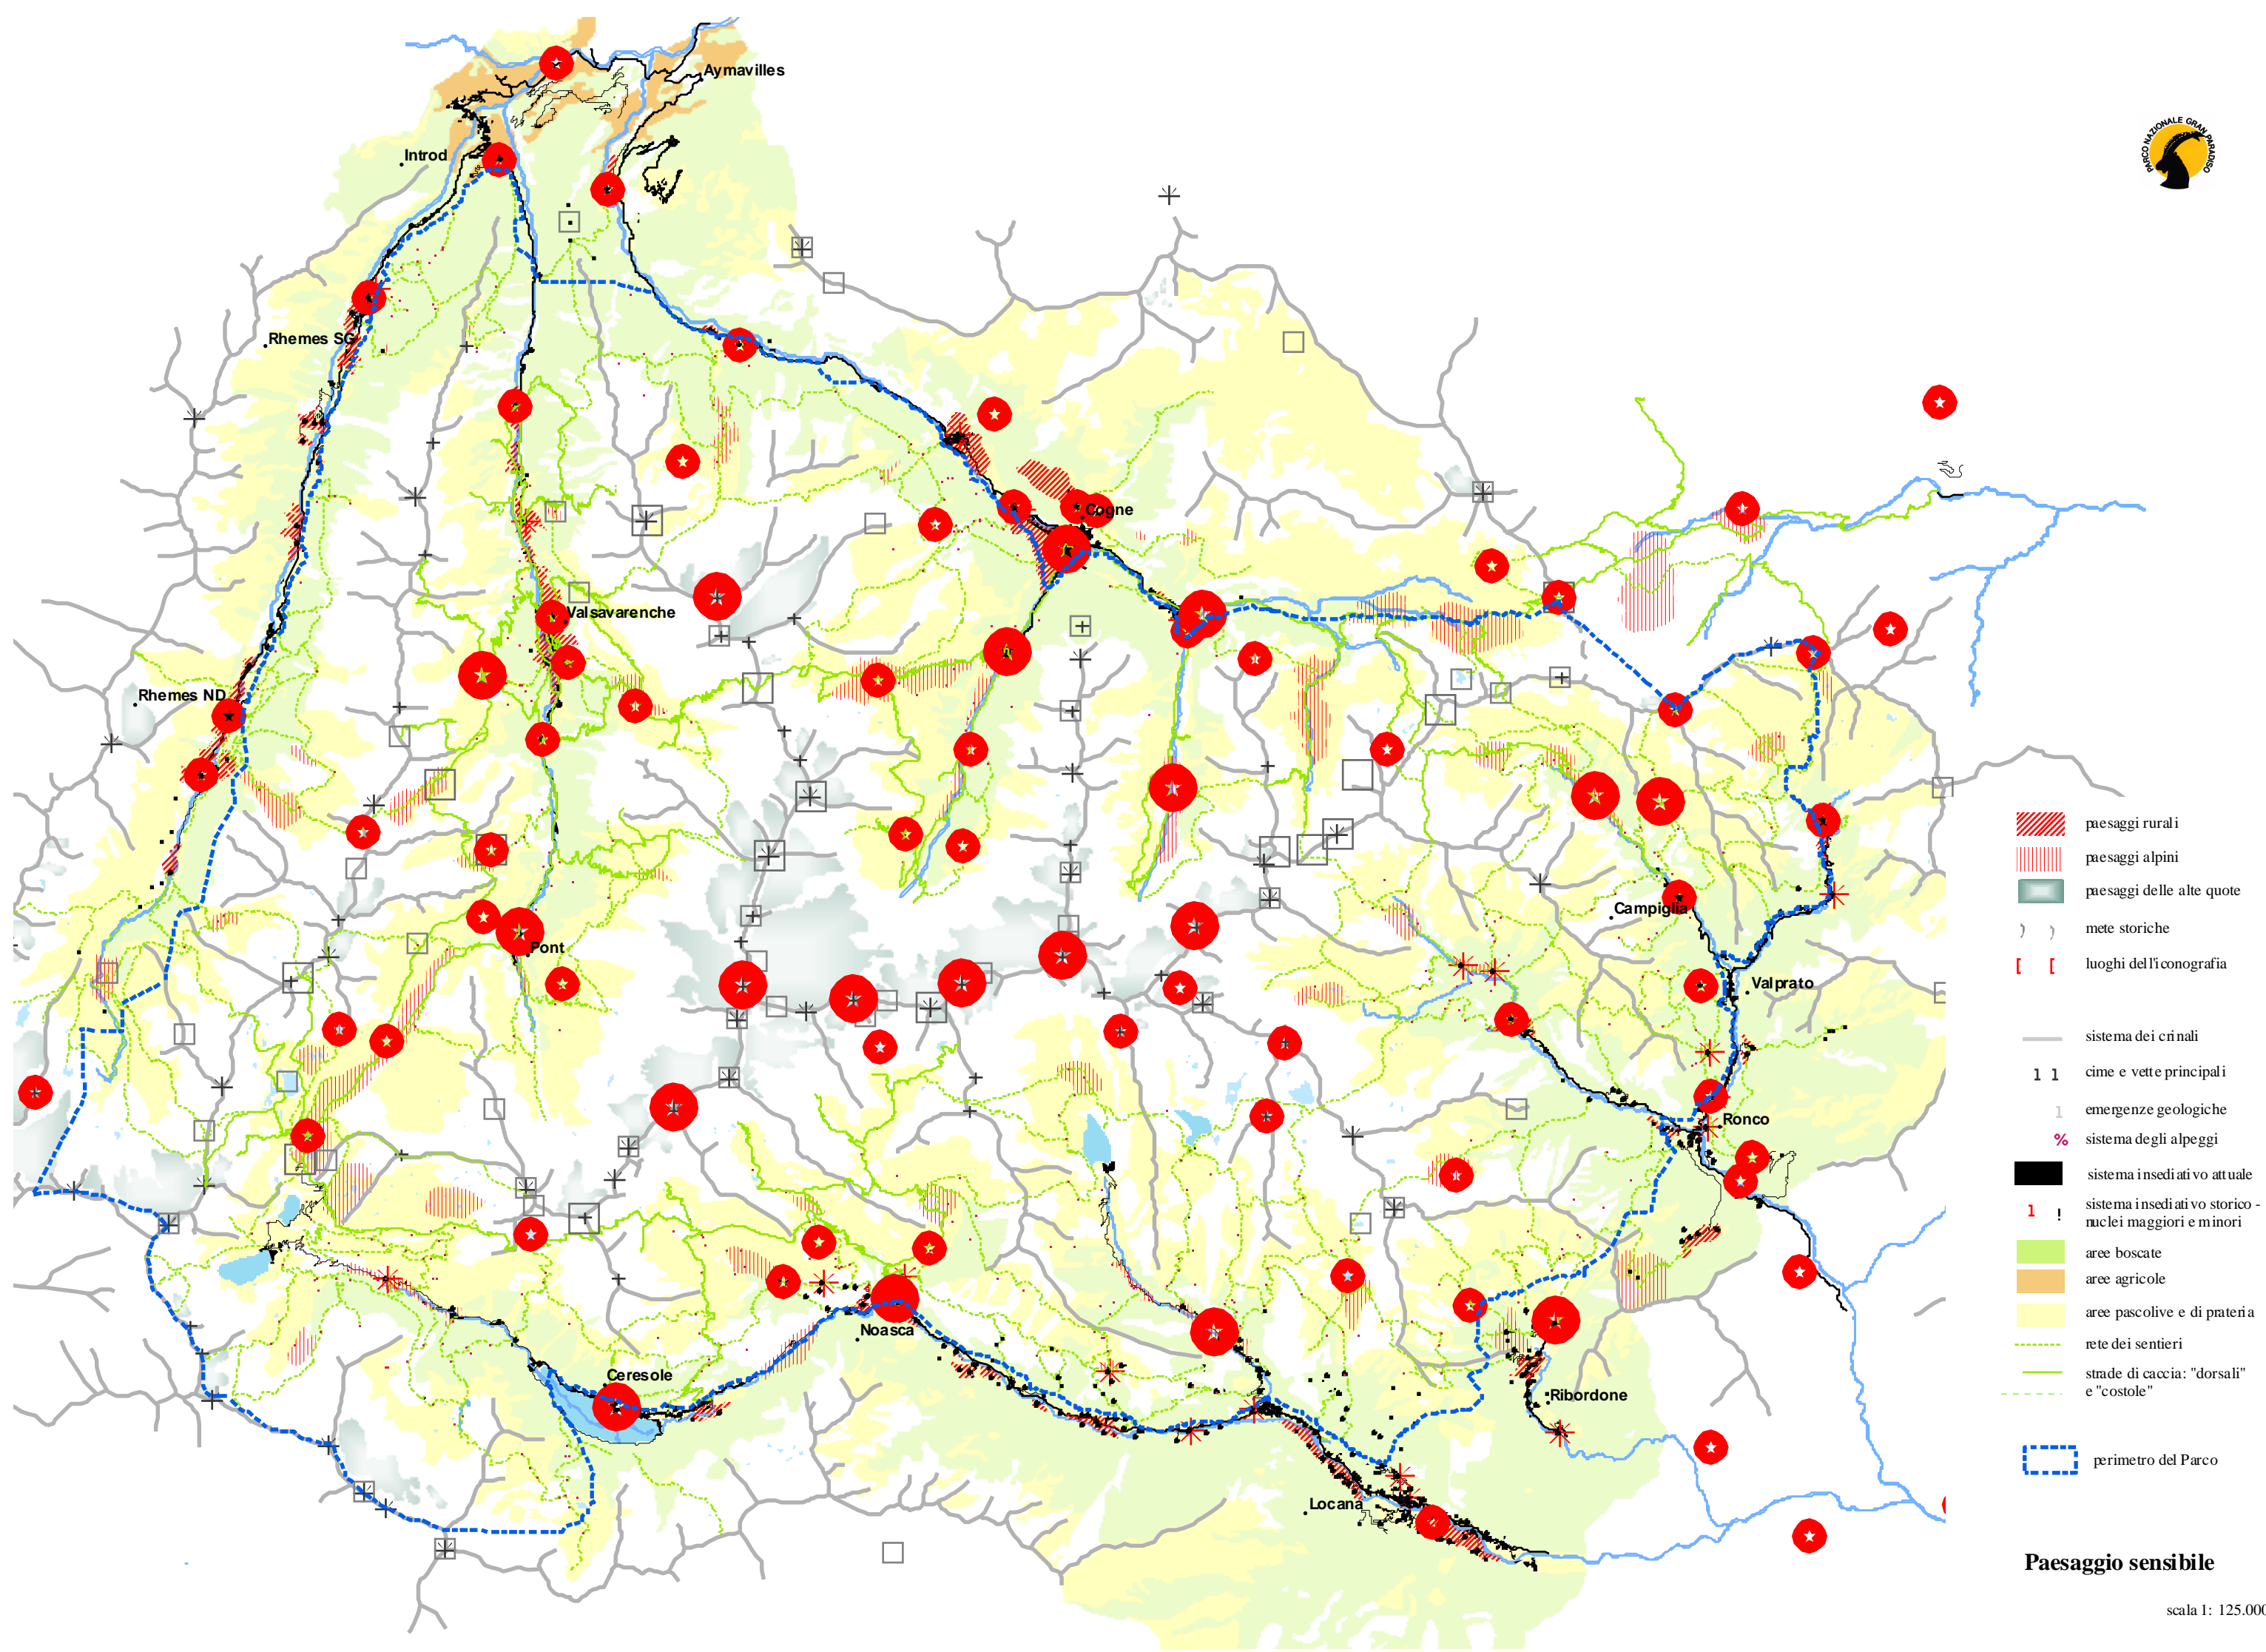 Aymavilles
Introd
PARCO NAZIONALE GRAN PARADISO
Rhemes SG
Cogne
Valsavarenche
Rhemes ND
Campiglia
Pont
Valprato
Ronco
Noasca
Ceresole
Ribordone
Locana
paesaggi rurali
paesaggi alpini
paesaggi delle alte quote
mete storiche
luoghi dell'iconografia
sistema dei crinali
1 1 cime e vette principali
1 emergenze geologiche
% sistema degli alpeggi
sistema insediativo attuale
1 ! sistema insediativo storico -
nuclei maggiori e minori
aree boscate
aree agricole
aree pascolive e di prateria
rete dei sentieri
strade di caccia: "dorsali"
e "costole"
perimetro del Parco
Paesaggio sensibile
scala 1: 125.000